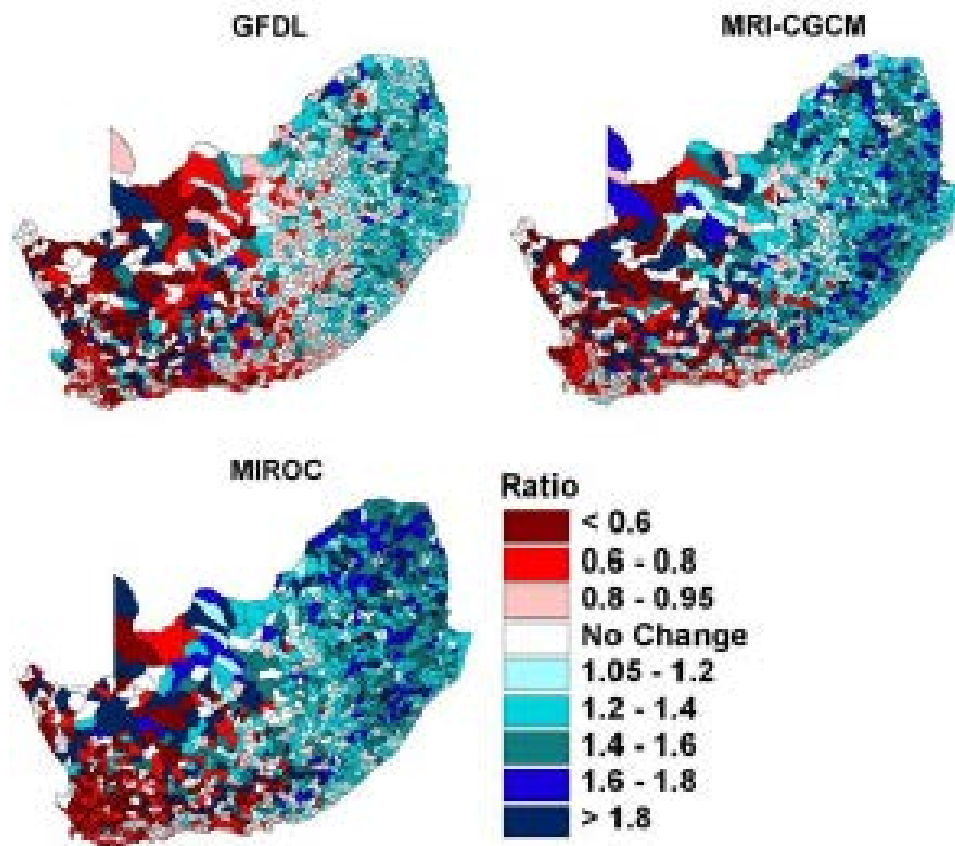 GFDL
MRI-CGCM
MIROC
Ratio
< 0.6
0.6 - 0.8
0.8 - 0.95
No Change
1.05 - 1.2
1.2 - 1.4
1.4 - 1.6
1.6 - 1.8
> 1.8